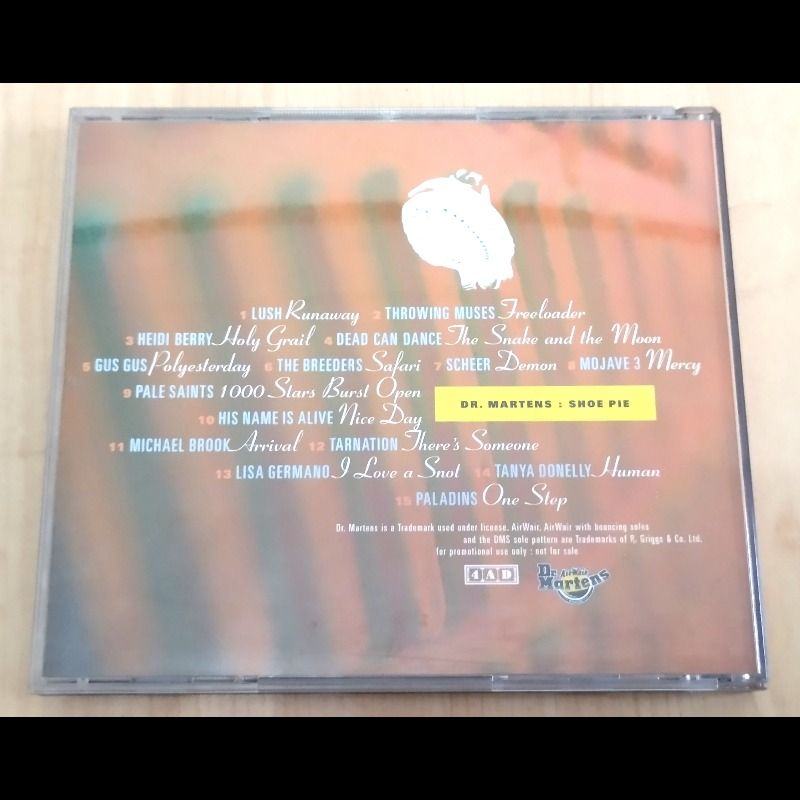 1 LUSH Runaway 2 THROWING MUSES Freeloader
3 HEIDI BERRY Holy Grail 4 DEAD CAN DANCE The Snake and the Moon
5 GUS GUS Polyesterday 6 THE BREEDERS Safari 7 SCHEER Demon 8 MOJAVE 3 Mercy
9 PALE SAINTS 1000 Stars Burst Open
DR. MARTENS : SHOE PIE
10 HIS NAME IS ALIVE Nice Day
11 MICHAEL BROOK Arrival 12 TARNATION There's Someone
13 LISA GERMANO I Love a Snot 14 TANYA DONELLY Human
15 PALADINS One Step
Dr. Martens is a Trademark used under license. AirWair, AirWair with bouncing soles
and the DMS sole pattern are Trademarks of R. Griggs & Co. Ltd.
for promotional use only : not for sale
4AD
Dr. AirWair Martens